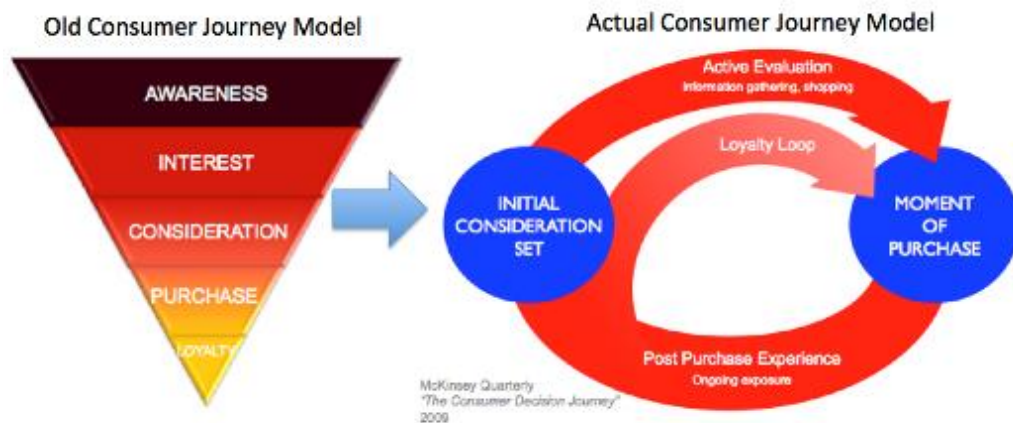 Old Consumer Journey Model
AWARENESS
INTEREST
CONSIDERATION
PURCHASE
LOYALTY
Actual Consumer Journey Model
Active Evaluation
Information gathering, shopping
Loyalty Loop
INITIAL
CONSIDERATION
SET
MOMENT
OF
PURCHASE
Post Purchase Experience
Ongoing exposure
McKinsey Quarterly
"The Consumer Decision Journey"
2009